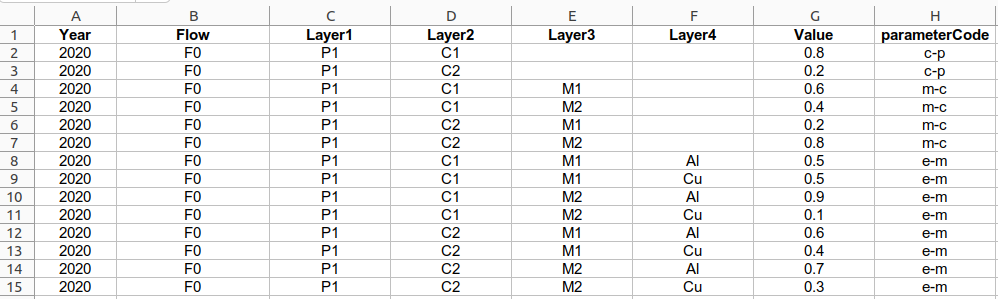 A B C D E F G H
1 Year Flow Layer1 Layer2 Layer3 Layer4 Value parameterCode
2 2020 F0 P1 C1 0.8 c-p
3 2020 F0 P1 C2 0.2 c-p
4 2020 F0 P1 C1 M1 0.6 m-c
5 2020 F0 P1 C1 M2 0.4 m-c
6 2020 F0 P1 C2 M1 0.2 m-c
7 2020 F0 P1 C2 M2 0.8 m-c
8 2020 F0 P1 C1 M1 Al 0.5 e-m
9 2020 F0 P1 C1 M1 Cu 0.5 e-m
10 2020 F0 P1 C1 M2 Al 0.9 e-m
11 2020 F0 P1 C1 M2 Cu 0.1 e-m
12 2020 F0 P1 C2 M1 Al 0.6 e-m
13 2020 F0 P1 C2 M1 Cu 0.4 e-m
14 2020 F0 P1 C2 M2 Al 0.7 e-m
15 2020 F0 P1 C2 M2 Cu 0.3 e-m